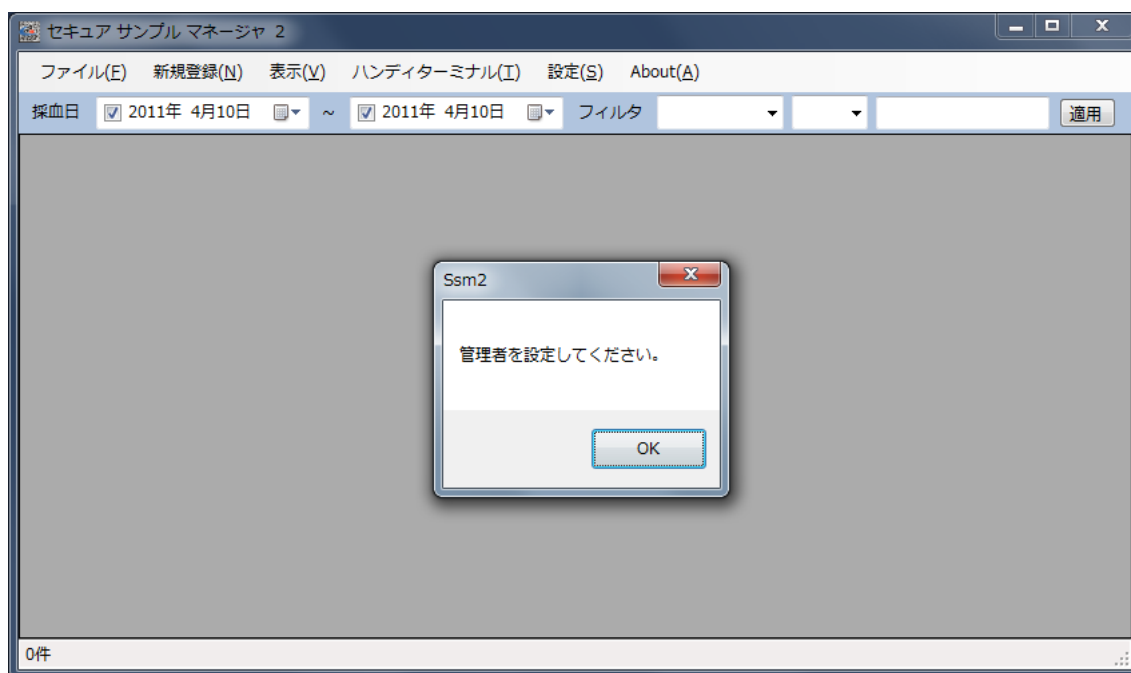 セキュア サンプル マネージャ 2
ファイル(F) 新規登録(N) 表示(V) ハンディターミナル(T) 設定(S) About(A)
採血日 2011年 4月10日 ~ 2011年 4月10日 フィルタ 適用
Ssm2
管理者を設定してください。
OK
0件